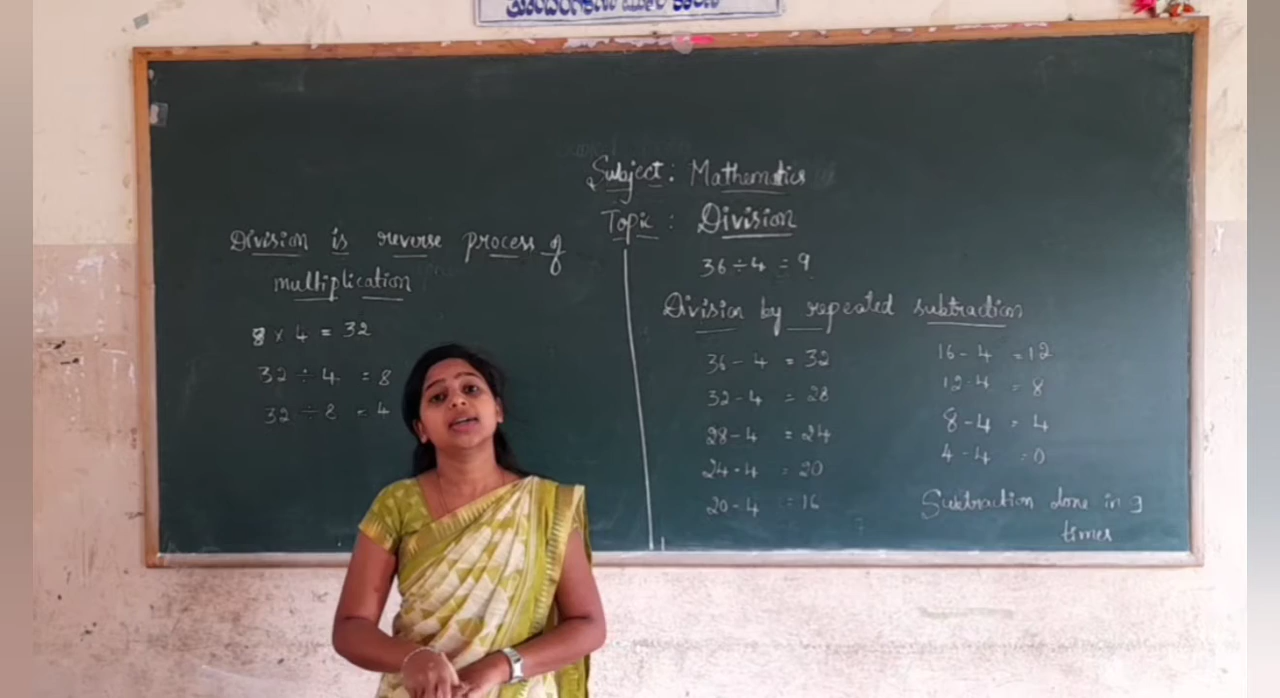 Subject: Mathematics
Topic : Division
Division is reverse process of
multiplication
8 x 4 = 32
32 ÷ 4 = 8
32 ÷ 8 = 4
36 ÷ 4 = 9
Division by repeated subtraction
36 - 4 = 32
32 - 4 = 28
28 - 4 = 24
24 - 4 = 20
20 - 4 = 16
16 - 4 = 12
12 - 4 = 8
8 - 4 = 4
4 - 4 = 0
Subtraction done in 9
times